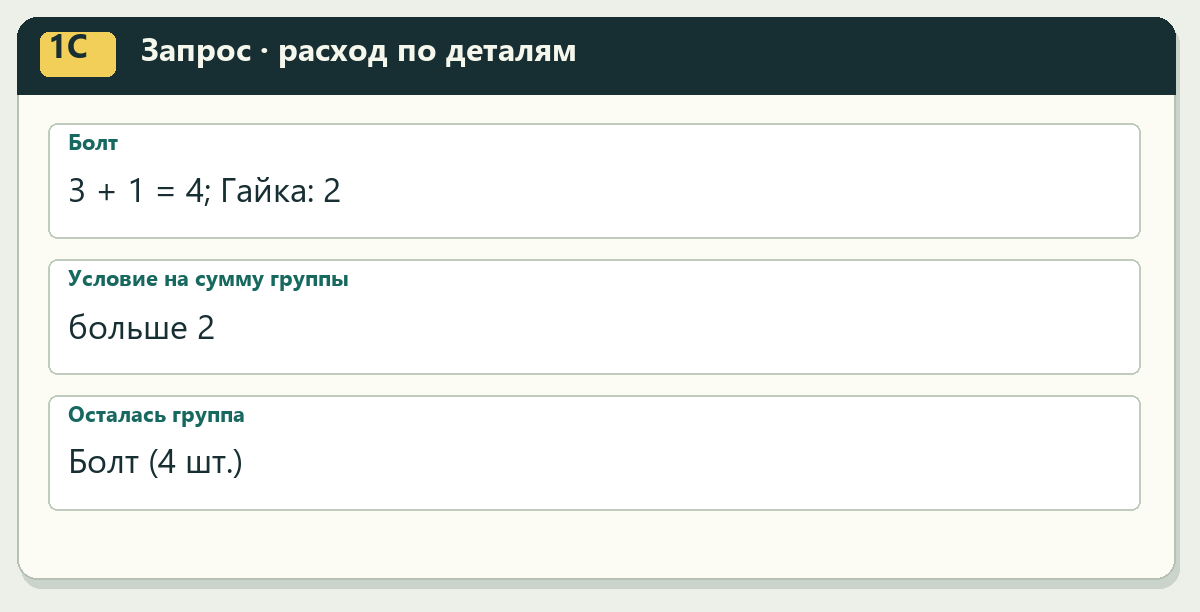 1С
Запрос · расход по деталям
Болт
3 + 1 = 4; Гайка: 2
Условие на сумму группы
больше 2
Осталась группа
Болт (4 шт.)